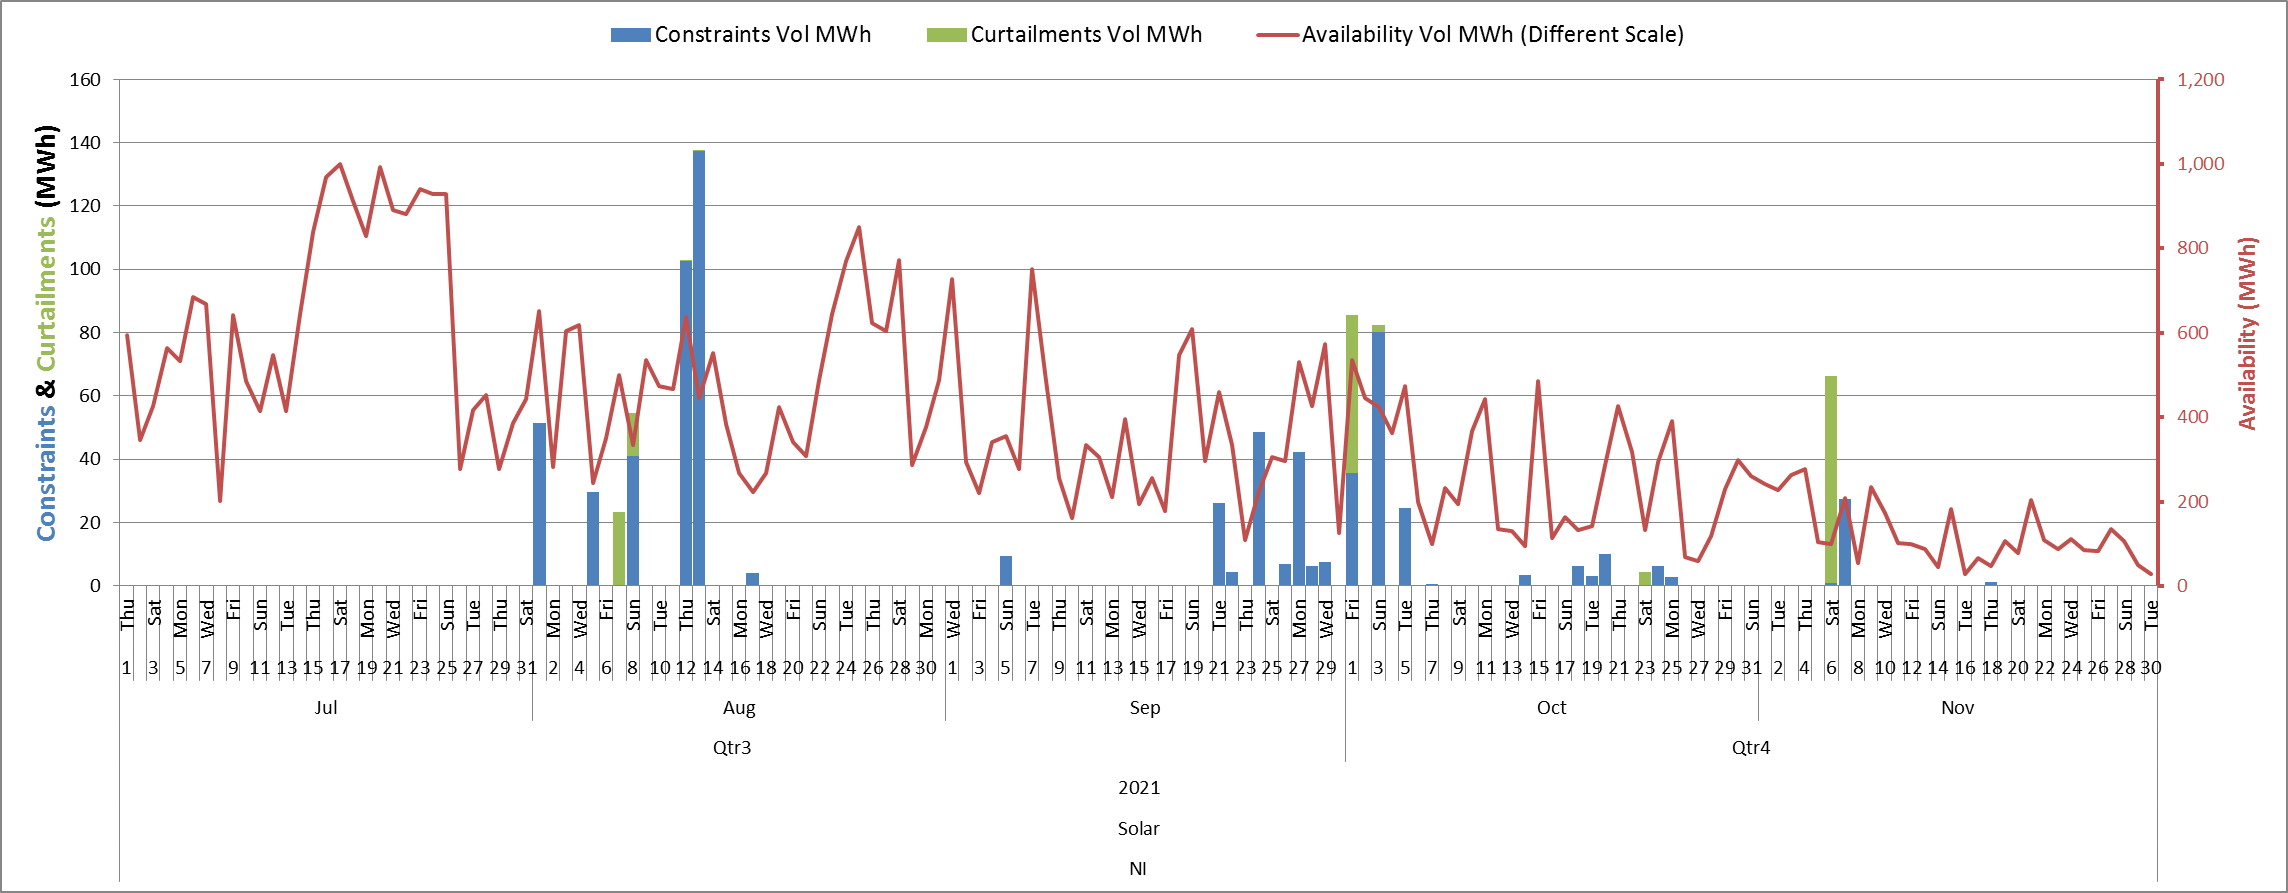 Constraints Vol MWh Curtailments Vol MWh Availability Vol MWh (Different Scale)
Constraints & Curtailments (MWh)
160
140
120
100
80
60
40
20
0
1,200
1,000
800
600
400
200
0
Availability (MWh)
Thu Sat Mon Wed Fri Sun Tue Thu Sat Mon Wed Fri Sun Tue Thu Sat Mon Wed Fri Sun Tue Thu Sat Mon Wed Fri Sun Tue Thu Sat Mon Wed Fri Sun Tue Thu Sat Mon Wed Fri Sun Tue Thu Sat Mon Wed Fri Sun Tue Thu Sat Mon Wed Fri Sun Tue Thu Sat Mon Wed Fri Sun Tue Thu Sat Mon Wed Fri Sun Tue Thu Sat Mon Wed Fri Sun Tue
1 3 5 7 9 11 13 15 17 19 21 23 25 27 29 31 2 4 6 8 10 12 14 16 18 20 22 24 26 28 30 1 3 5 7 9 11 13 15 17 19 21 23 25 27 29 1 3 5 7 9 11 13 15 17 19 21 23 25 27 29 31 2 4 6 8 10 12 14 16 18 20 22 24 26 28 30
Jul Aug Sep Oct Nov
Qtr3 Qtr4
2021
Solar
NI